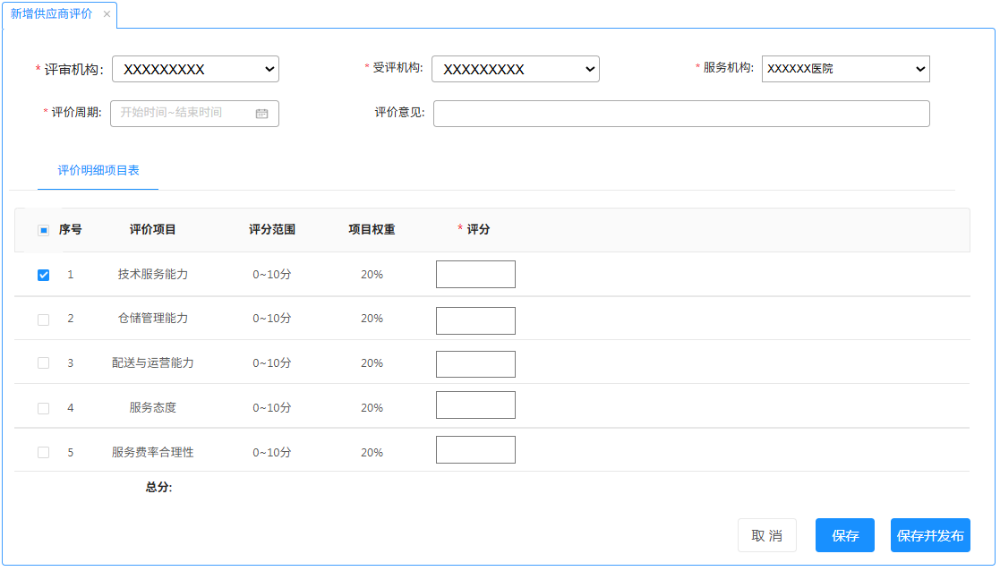 新增供应商评价 ×
* 评审机构: XXXXXXXXX * 受评机构: XXXXXXXXX * 服务机构: XXXXXX医院
* 评价周期: 开始时间~结束时间 评价意见:
评价明细项目表
序号 评价项目 评分范围 项目权重 * 评分
1 技术服务能力 0~10分 20%
2 仓储管理能力 0~10分 20%
3 配送与运营能力 0~10分 20%
4 服务态度 0~10分 20%
5 服务费率合理性 0~10分 20%
总分:
取 消 保存 保存并发布